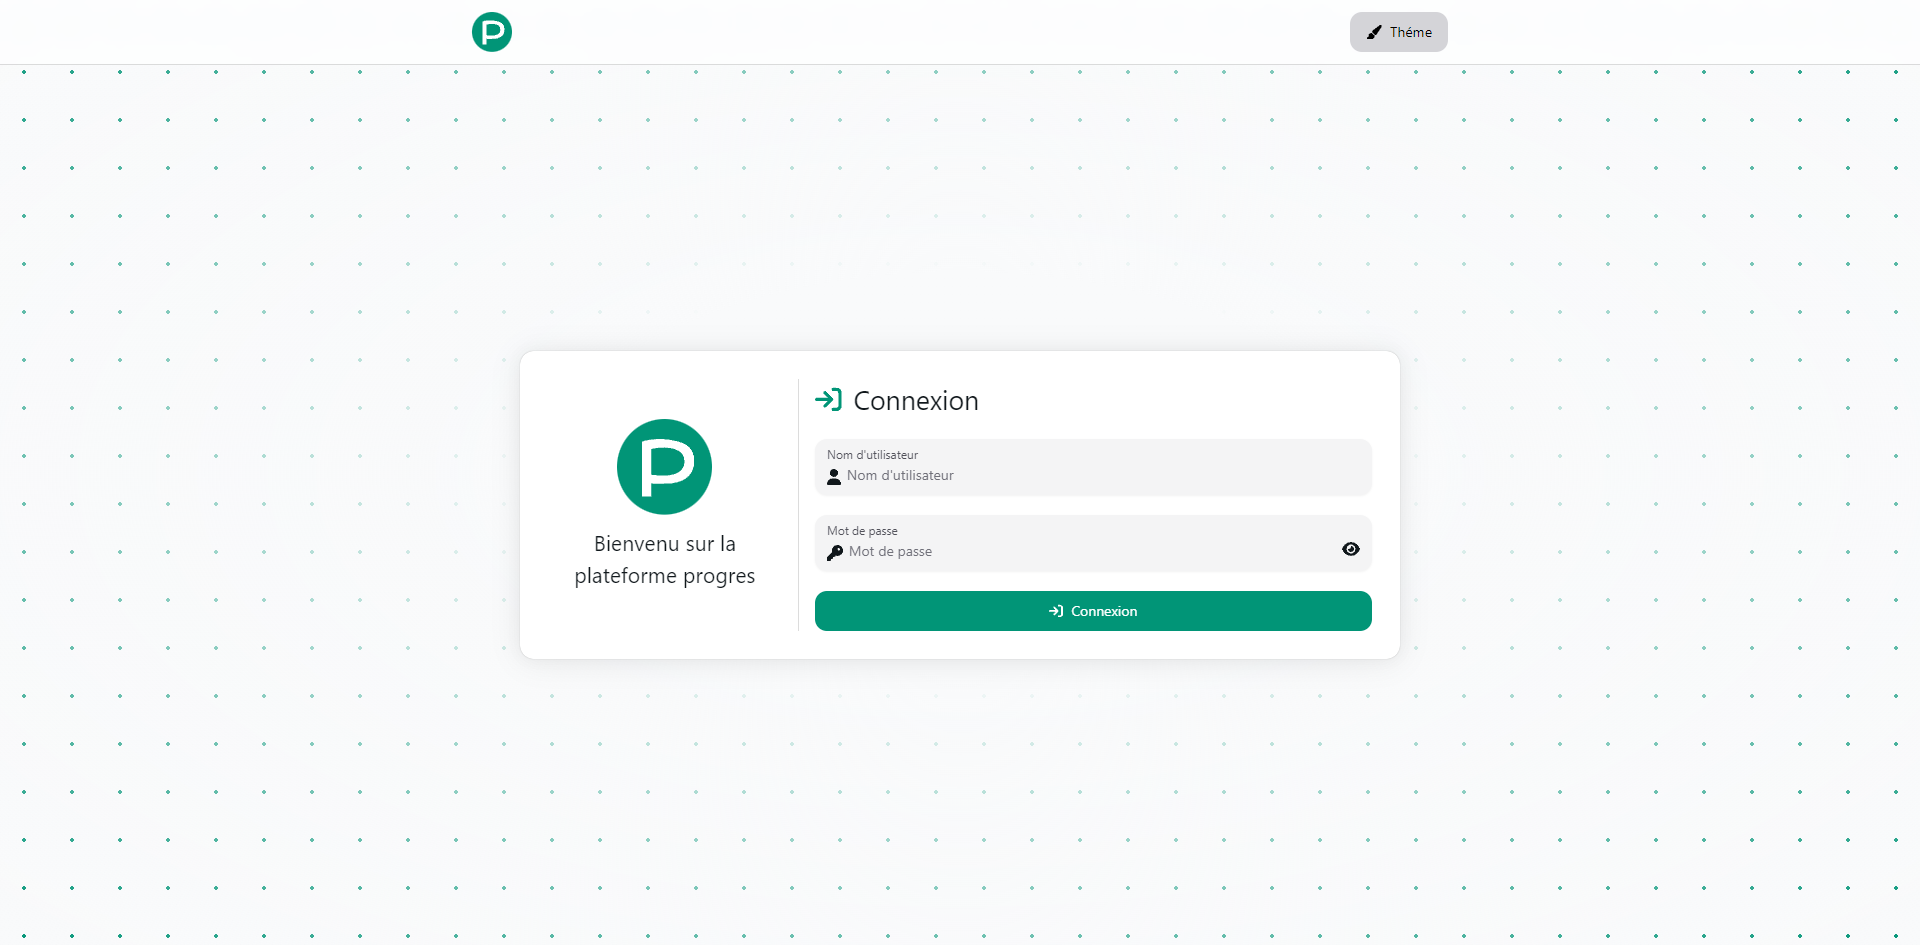 P
Théme
P
Bienvenu sur la
plateforme progres
Connexion
Nom d'utilisateur
Nom d'utilisateur
Mot de passe
Mot de passe
Connexion